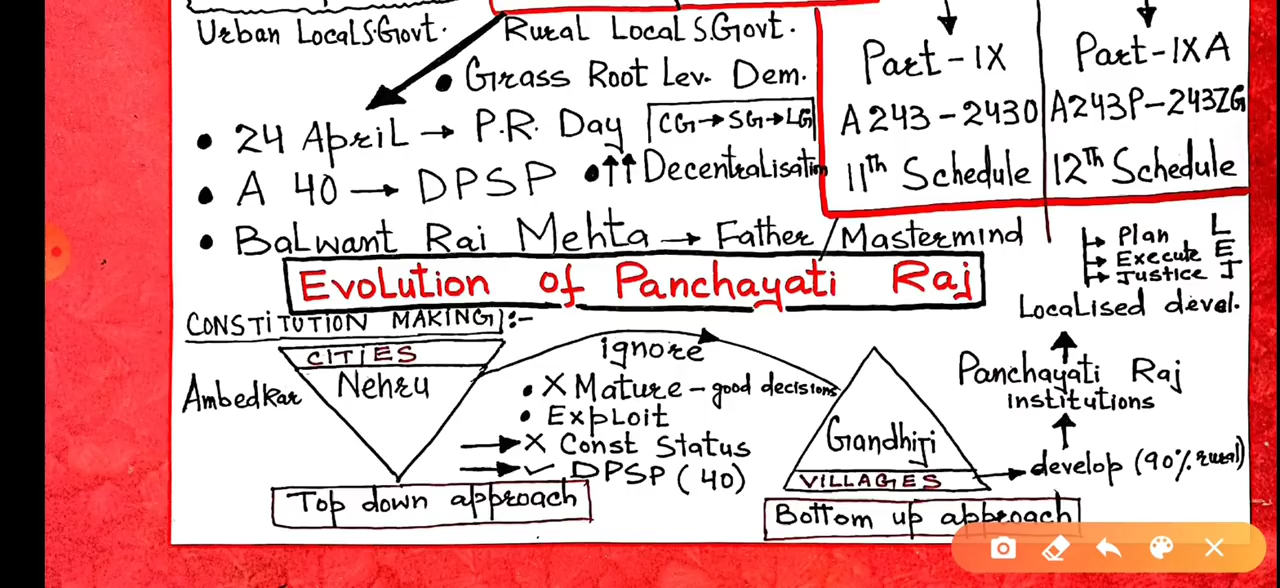 Urban Local S.Govt.
Rural Local S.Govt.
• Grass Root Lev. Dem.
• 24 April → P.R. Day
CG→SG→LG
• A 40 → DPSP
• ↑↑ Decentralisation
• Balwant Rai Mehta → Father / Mastermind
Part-IX
A 243 - 243O
11th Schedule
Part-IXA
A243P-243ZG
12th Schedule
Plan L
Execute E
Justice J
Evolution of Panchayati Raj
CONSTITUTION MAKING:-
CITIES
Ambedkar
Nehru
Top down approach
ignore
• X Mature - good decisions
• Exploit
→ X Const Status
→ ✓ DPSP (40)
Gandhiji
VILLAGES
Bottom up approach
Localised devel.
Panchayati Raj
institutions
develop (90% rural)